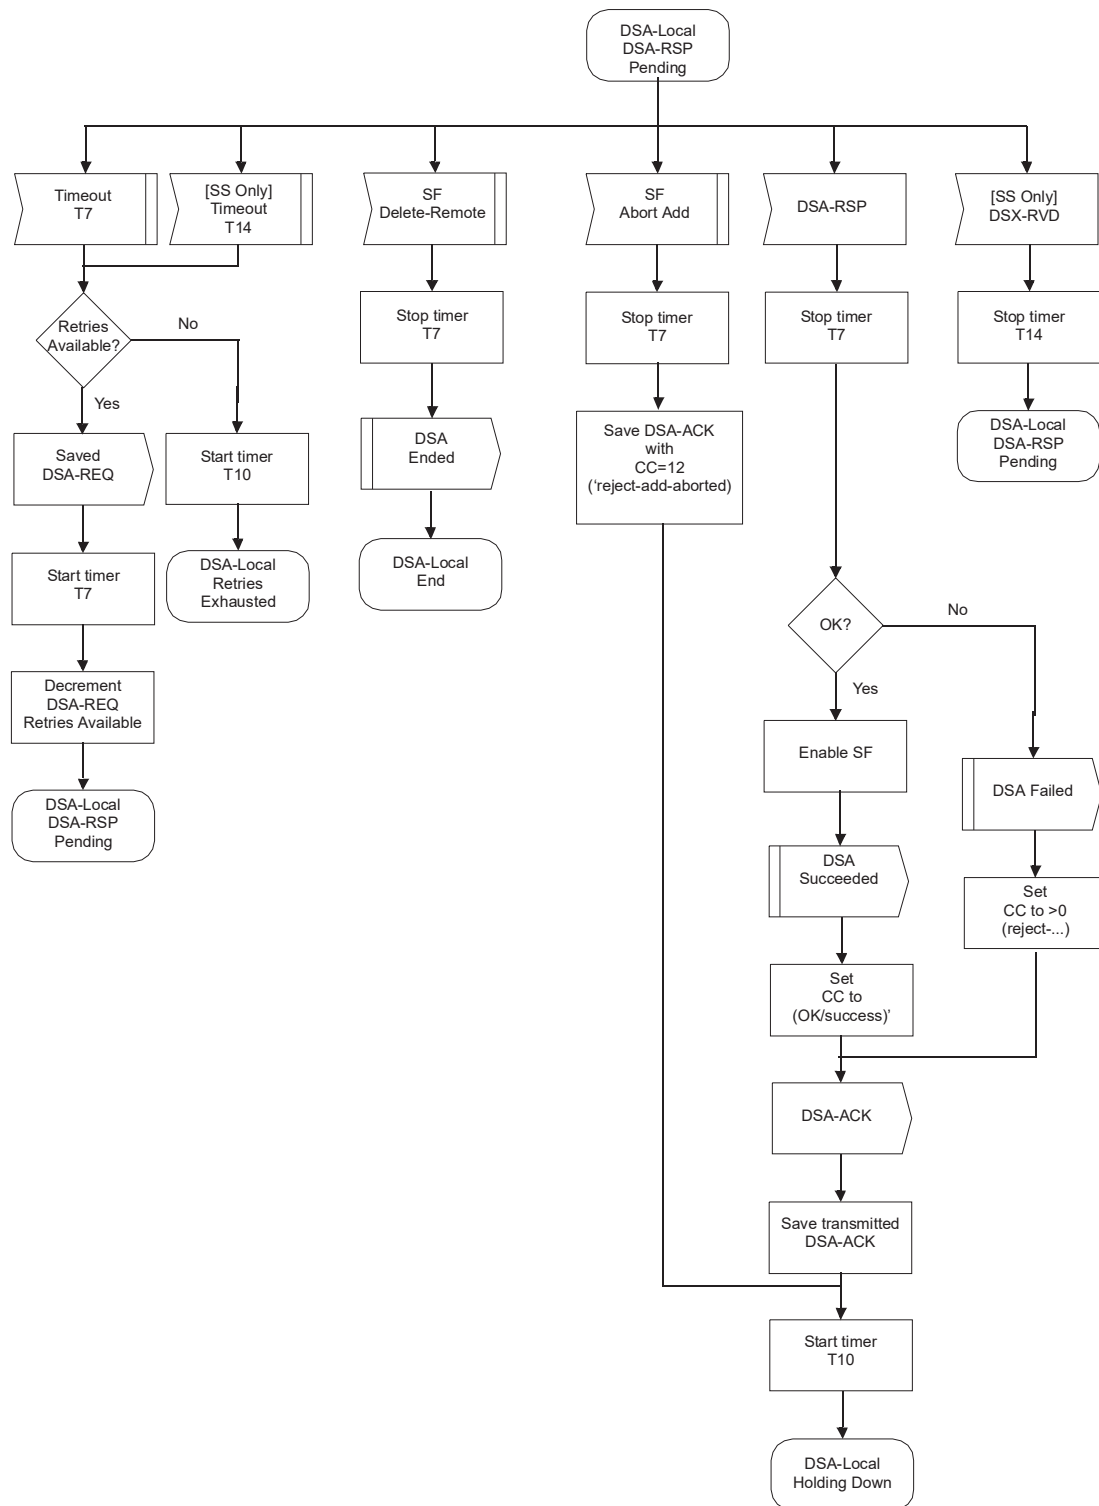 DSA-Local
DSA-RSP
Pending
Timeout
T7
[SS Only]
Timeout
T14
SF
Delete-Remote
SF
Abort Add
DSA-RSP
[SS Only]
DSX-RVD
Retries
Available?
No
Yes
Stop timer
T7
Stop timer
T7
Stop timer
T7
Stop timer
T14
Saved
DSA-REQ
Start timer
T10
DSA
Ended
Save DSA-ACK
with
CC=12
(‘reject-add-aborted)
DSA-Local
DSA-RSP
Pending
Start timer
T7
DSA-Local
Retries
Exhausted
DSA-Local
End
OK?
No
Yes
Decrement
DSA-REQ
Retries Available
Enable SF
DSA Failed
DSA-Local
DSA-RSP
Pending
DSA
Succeeded
Set
CC to >0
(reject-...)
Set
CC to
(OK/success)’
DSA-ACK
Save transmitted
DSA-ACK
Start timer
T10
DSA-Local
Holding Down